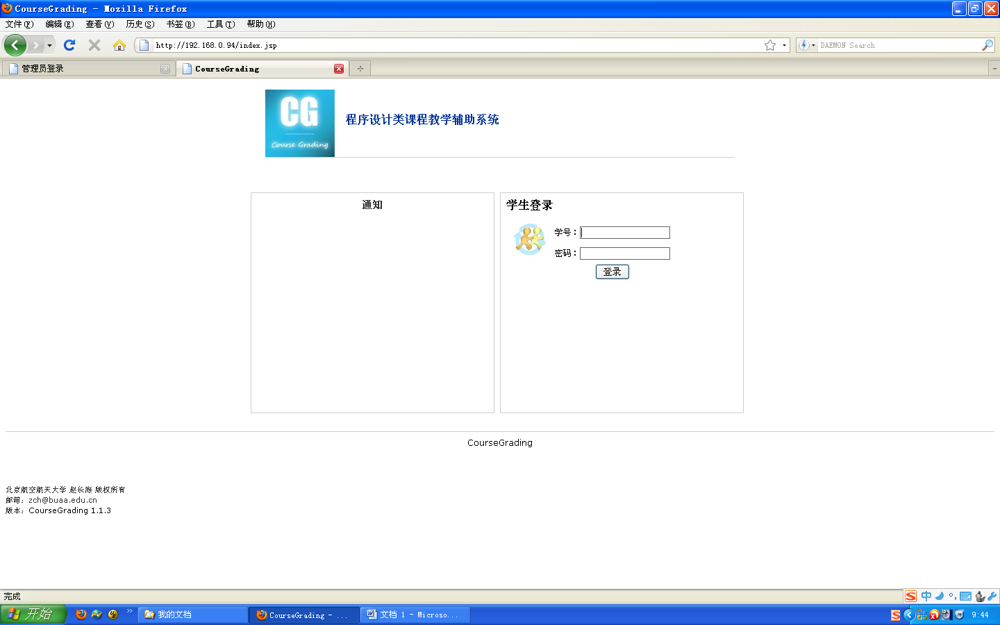 CourseGrading - Mozilla Firefox
文件(F) 编辑(E) 查看(V) 历史(S) 书签(B) 工具(T) 帮助(H)
http://192.168.0.94/index.jsp
DAEMON Search
管理员登录
CourseGrading
CG
Course Grading
程序设计类课程教学辅助系统
通知
学生登录
学号：
密码：
登录
CourseGrading
北京航空航天大学 赵长海 版权所有
邮箱：zch@buaa.edu.cn
版本：CourseGrading 1.1.3
完成
中
开始
我的文档
CourseGrading - ...
文档 1 - Microso...
9:44